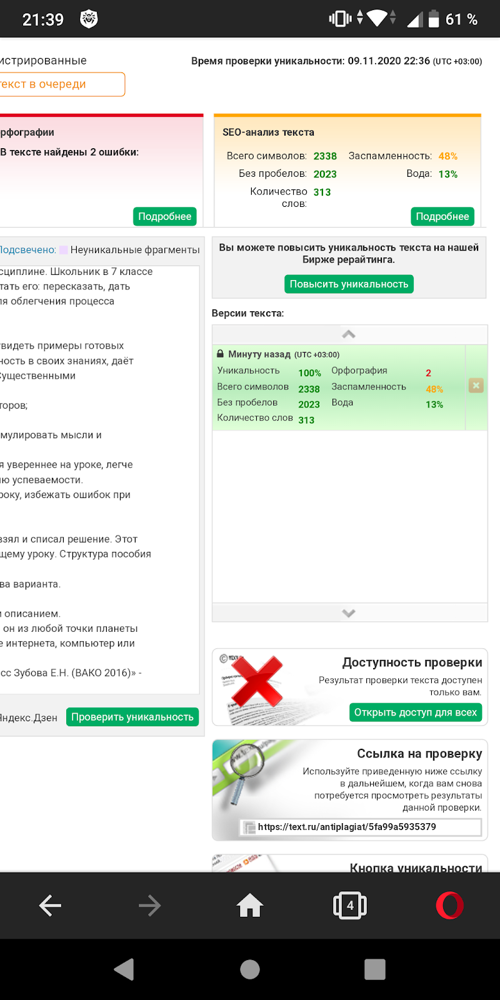 21:39
61 %
истрированные
Время проверки уникальности: 09.11.2020 22:36 (UTC +03:00)
текст в очереди
рфографии
В тексте найдены 2 ошибки:
Подробнее
SEO-анализ текста
Всего символов: 2338 Заспамленность: 48%
Без пробелов: 2023 Вода: 13%
Количество слов: 313
Подробнее
Подсвечено: Неуникальные фрагменты
сциплине. Школьник в 7 классе
тать его: пересказать, дать
ля облегчения процесса
увидеть примеры готовых
ность в своих знаниях, даёт
Существенными
торов;
мулировать мысли и
я увереннее на уроке, легче
ию успеваемости.
року, избежать ошибок при
взял и списал решение. Этот
щему уроку. Структура пособия
ва варианта.
м описанием.
он из любой точки планеты
е интернета, компьютер или
сс Зубова Е.Н. (ВАКО 2016)» -
Яндекс.Дзен
Проверить уникальность
Вы можете повысить уникальность текста на нашей
Бирже рерайтинга.
Повысить уникальность
Версии текста:
Минуту назад (UTC +03:00)
Уникальность 100% Орфография 2
Всего символов 2338 Заспамленность 48%
Без пробелов 2023 Вода 13%
Количество слов 313
Доступность проверки
Результат проверки текста доступен
только вам.
Открыть доступ для всех
Ссылка на проверку
Используйте приведенную ниже ссылку
в дальнейшем, когда вам снова
потребуется просмотреть результаты
данной проверки.
https://text.ru/antiplagiat/5fa99a5935379
Кнопка уникальности
4